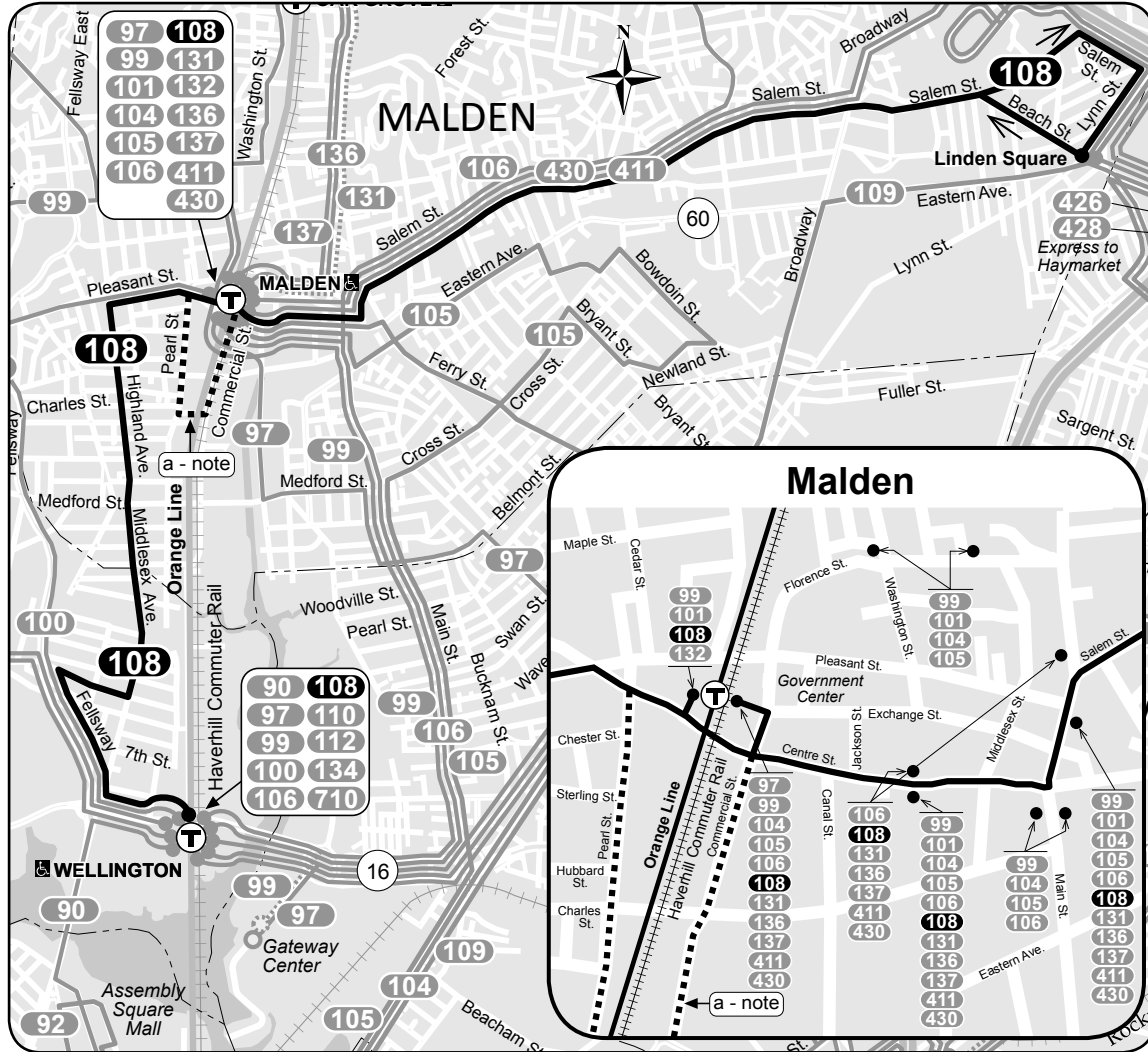 97 108
99 131
101 132
104 136
105 137
106 411
430
Fellsway East
Washington St.
Forest St.
N
Broadway
MALDEN
136
131
137
99
106
430
411
Salem St.
Salem St.
Salem St.
108
Salem St.
Beach St.
Lynn St.
Linden Square
60
109
Eastern Ave.
426
428
Express to
Haymarket
Broadway
Lynn St.
Pleasant St.
T
MALDEN
Eastern Ave.
105
Bowdoin St.
Bryant St.
105
Newland St.
Fuller St.
Sargent St.
108
Pearl St
Commercial St.
Ferry St.
Cross St.
Cross St.
Bryant St.
Charles St.
Highland Ave.
Fellsway
a - note
97
99
Medford St.
Medford St.
Belmont St.
97
Middlesex Ave.
Orange Line
Haverhill Commuter Rail
100
108
Woodville St.
Pearl St.
Main St.
Bucknam St.
Swan St.
Fellsway
7th St.
90 108
97 110
99 112
100 134
106 710
99
106
105
T
WELLINGTON
16
90
99
97
Gateway
Center
Assembly
Square
Mall
92
109
104
105
Beacham St.
Malden
Maple St.
Cedar St.
Florence St.
Washington St.
99
101
104
105
99
101
108
132
T
Pleasant St.
Government
Center
Salem St.
Exchange St.
Jackson St.
Middlesex St.
Chester St.
Centre St.
Sterling St.
Pearl St.
Orange Line
Haverhill Commuter Rail
Commercial St.
Canal St.
Hubbard
St.
Charles
St.
97
99
104
105
106
108
131
136
137
411
430
106
108
131
136
137
411
430
99
101
104
105
106
108
131
136
137
411
430
99
104
105
106
Main St.
Eastern Ave.
99
101
104
105
106
108
131
136
137
411
430
a - note